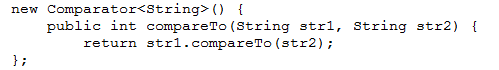 new Comparator<String>() {
    public int compareTo(String str1, String str2) {
        return str1.compareTo(str2);
};